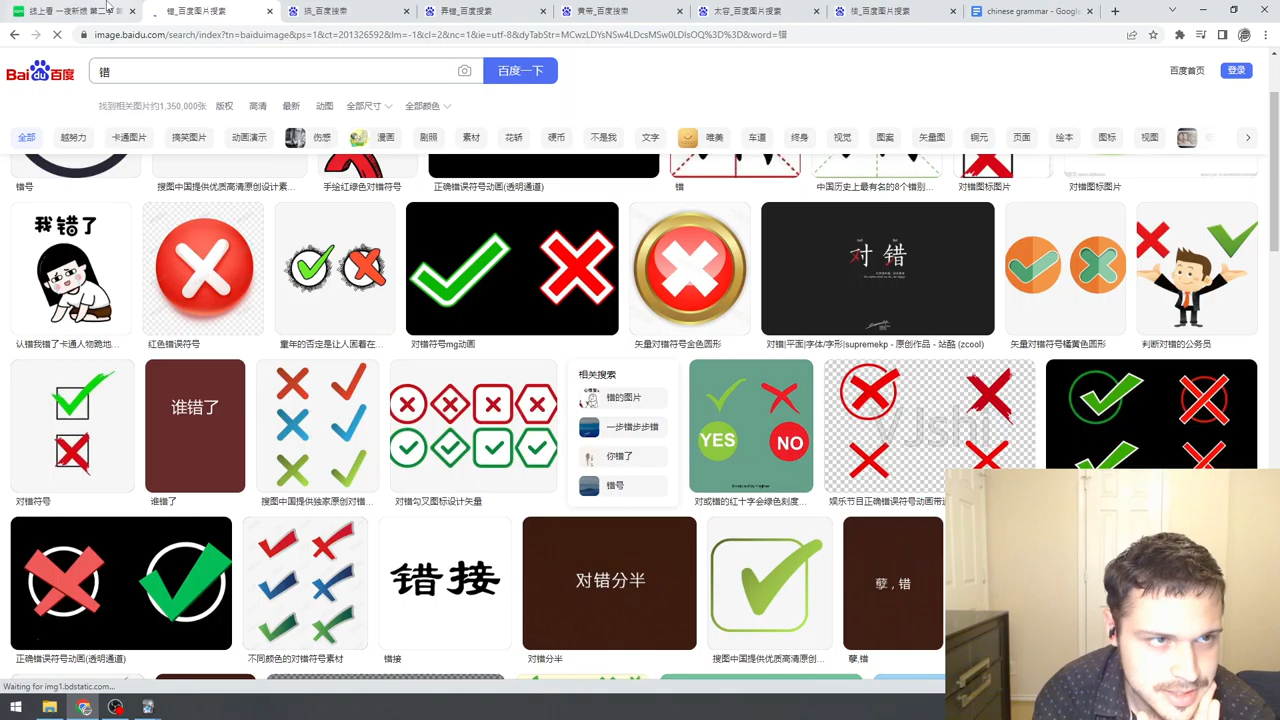 送上看 一夜新娘 第二季 第
错_百度图片搜索
搞_百度搜索
弄错_百度搜索
黄帝_百度搜索
太容_百度图片搜索
楼_百度图片搜索
chinese grammar - Google
image.baidu.com/search/index?tn=baiduimage&ps=1&ct=201326592&lm=-1&cl=2&nc=1&ie=utf-8&dyTabStr=MCwzLDYsNSw4LDcsMSw0LDIsOQ%3D%3D&word=错
Bai 百度
错
百度一下
百度首页
登录
找到相关图片约1,350,000张 版权 高清 最新 动图 全部尺寸 全部颜色
全部 越努力 卡通图片 搞笑图片 动画演示 伤感 漫画 剧照 素材 花轿 硬币 不是我 文字 唯美 车道 终身 视觉 图案 矢量图 铜元 页面 绘本 图标 视图
错号
搜图中国提供优质高清原创设计素...
手绘红绿色对错符号
正确错误符号动画(透明通道)
错
中国历史上最有名的8个错别...
对错图标图片
对错图标图片
我错了
对错
认错我错了卡通人物跪地...
红色错误符号
童年的否定是让人困着在...
对错符号mg动画
矢量对错符号金色圆形
对错|平面|字体/字形|supremekp - 原创作品 - 站酷 (zcool)
矢量对错符号橘黄色圆形
判断对错的公务员
谁错了
相关搜索
错的图片
一步错步步错
你错了
错号
YES
NO
VJshi
对错符号
谁错了
搜图中国提供独家原创对错...
对错勾叉图标设计矢量
对或错的红十字会绿色刻度...
娱乐节目正确错误符号动画带通
错接
对错分半
孽,错
正确错误符号动画(透明通道)
不同颜色的对错符号素材
错接
对错分半
搜图中国提供优质高清原创...
孽,错
Waiting for img1.bdstatic.com...